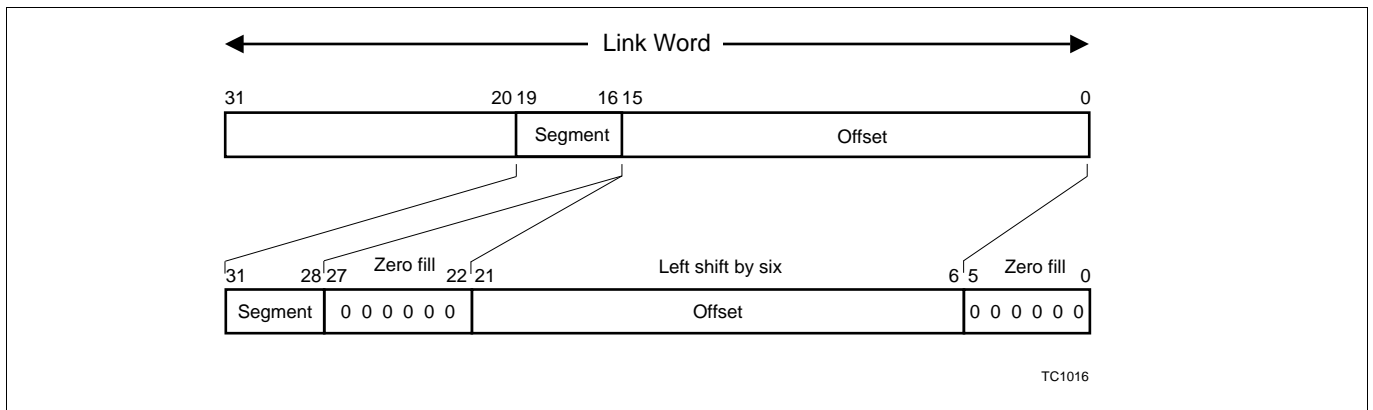 Link Word
31 20 19 16 15 0
Segment Offset
Zero fill Left shift by six Zero fill
31 28 27 22 21 6 5 0
Segment 0 0 0 0 0 0 Offset 0 0 0 0 0 0
TC1016